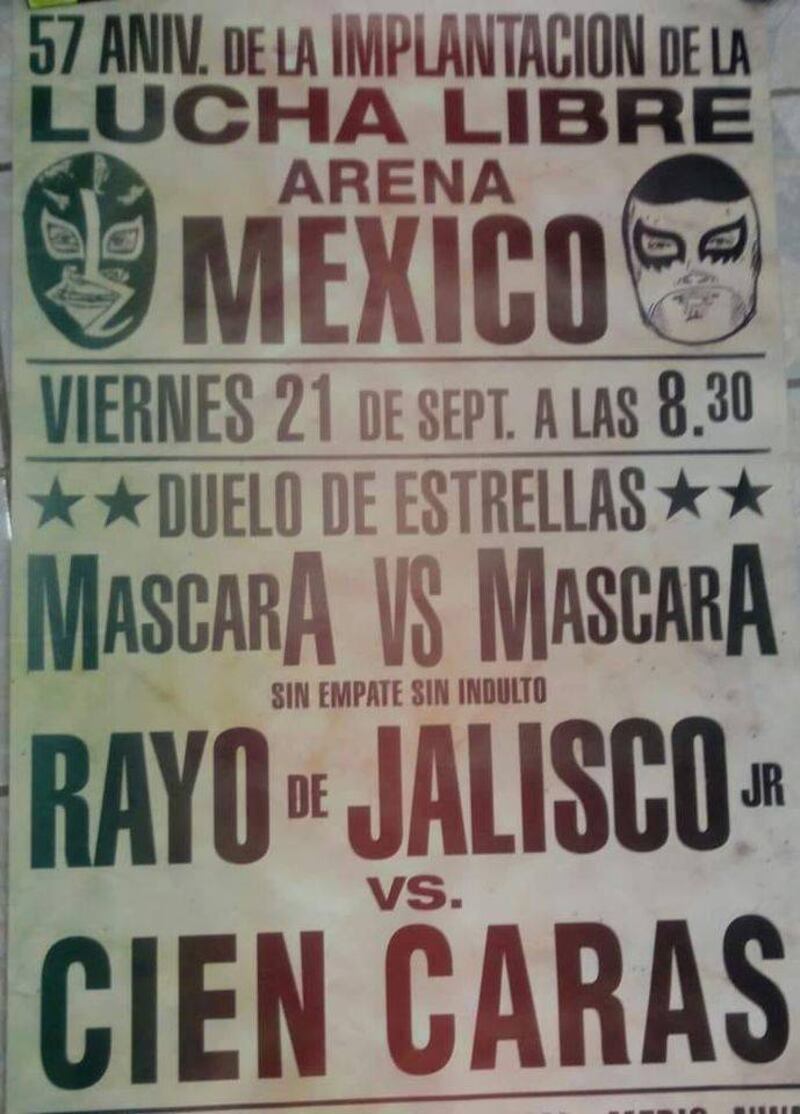 57 ANIV. DE LA IMPLANTACION DE LA
LUCHA LIBRE
ARENA
MEXICO
VIERNES 21 DE SEPT. A LAS 8.30
★★ DUELO DE ESTRELLAS ★★
MASCARA VS MASCARA
SIN EMPATE SIN INDULTO
RAYO DE JALISCO JR
VS.
CIEN CARAS